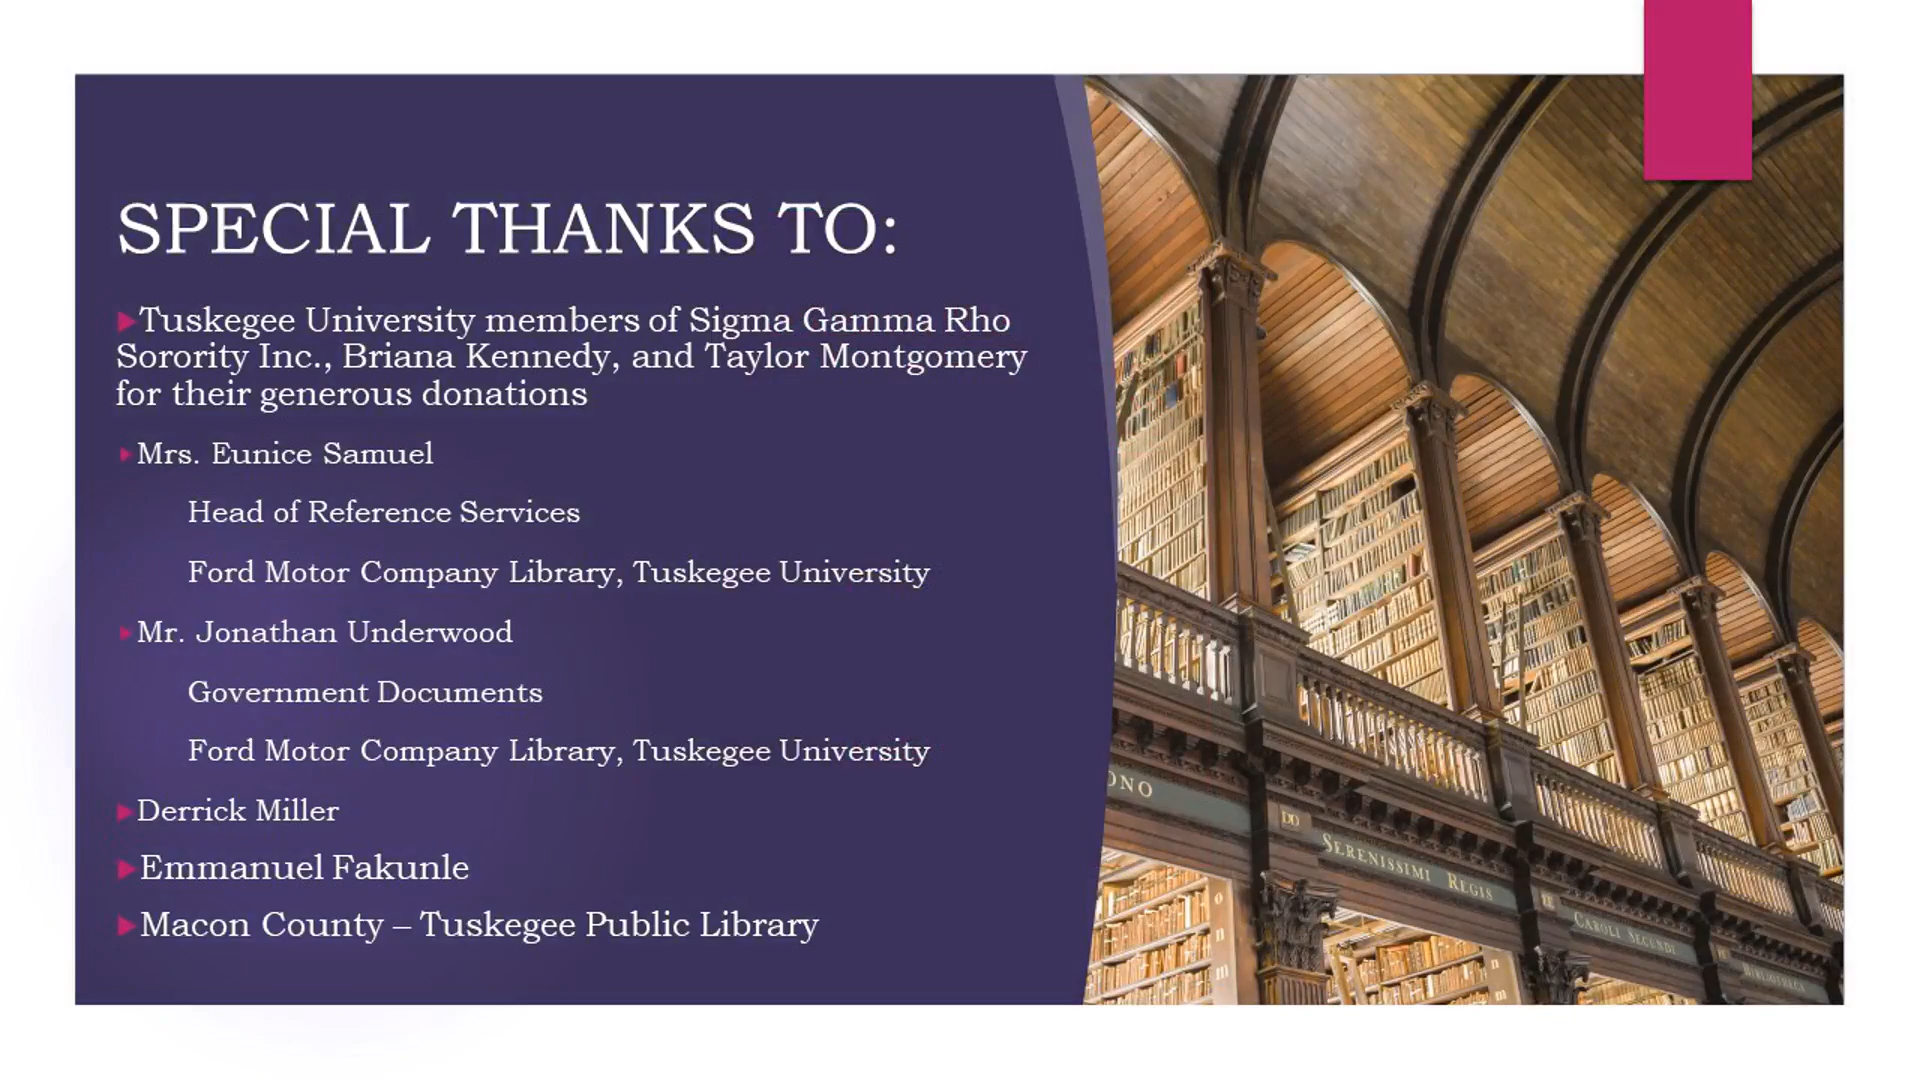 SPECIAL THANKS TO:
Tuskegee University members of Sigma Gamma Rho
Sorority Inc., Briana Kennedy, and Taylor Montgomery
for their generous donations
Mrs. Eunice Samuel
Head of Reference Services
Ford Motor Company Library, Tuskegee University
Mr. Jonathan Underwood
Government Documents
Ford Motor Company Library, Tuskegee University
Derrick Miller
Emmanuel Fakunle
Macon County – Tuskegee Public Library
ONO
DO
SERENISSIMI REGIS
CAROLI SECUNDI
BIBLIOTHECA
o
n
m
n
m